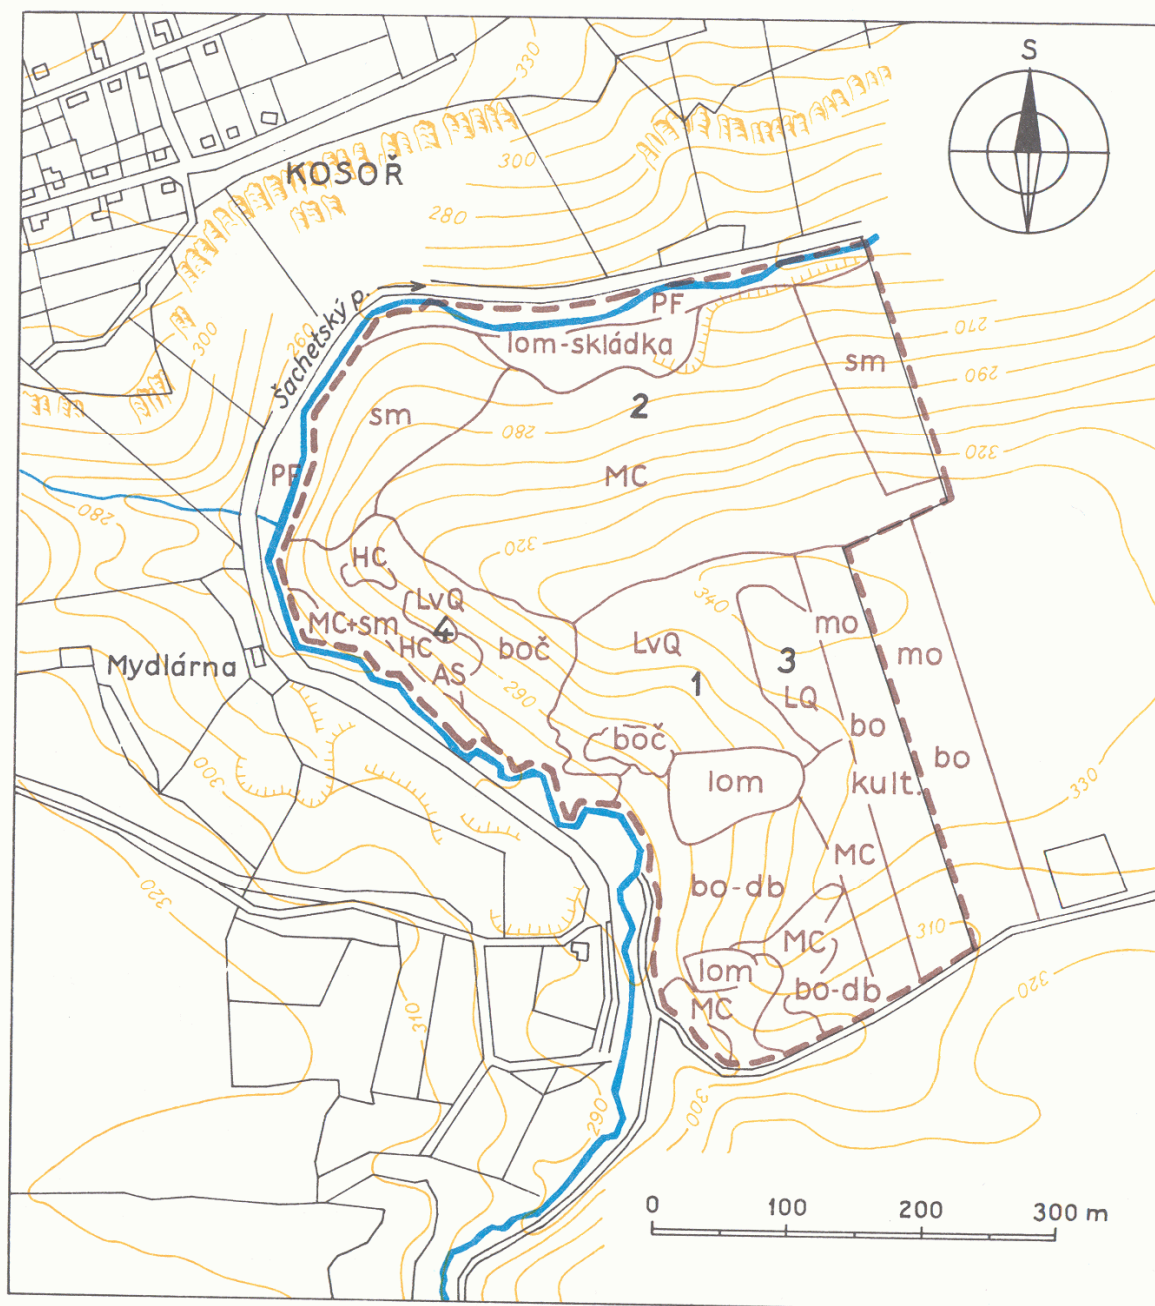 S
330
KOSOŘ
300
280
Šachetský p.
260
300
PF
270
lom-skládka
sm
290
sm
2
280
320
PF
MC
280
320
HC
340
LvQ
MC+sm
4
mo
HC
boč
LvQ
mo
Mydlárna
AS
3
1
290
LQ
boč
bo
bo
300
lom
kult.
330
MC
320
bo-db
310
MC
lom
bo-db
320
310
MC
290
300
0 100 200 300 m